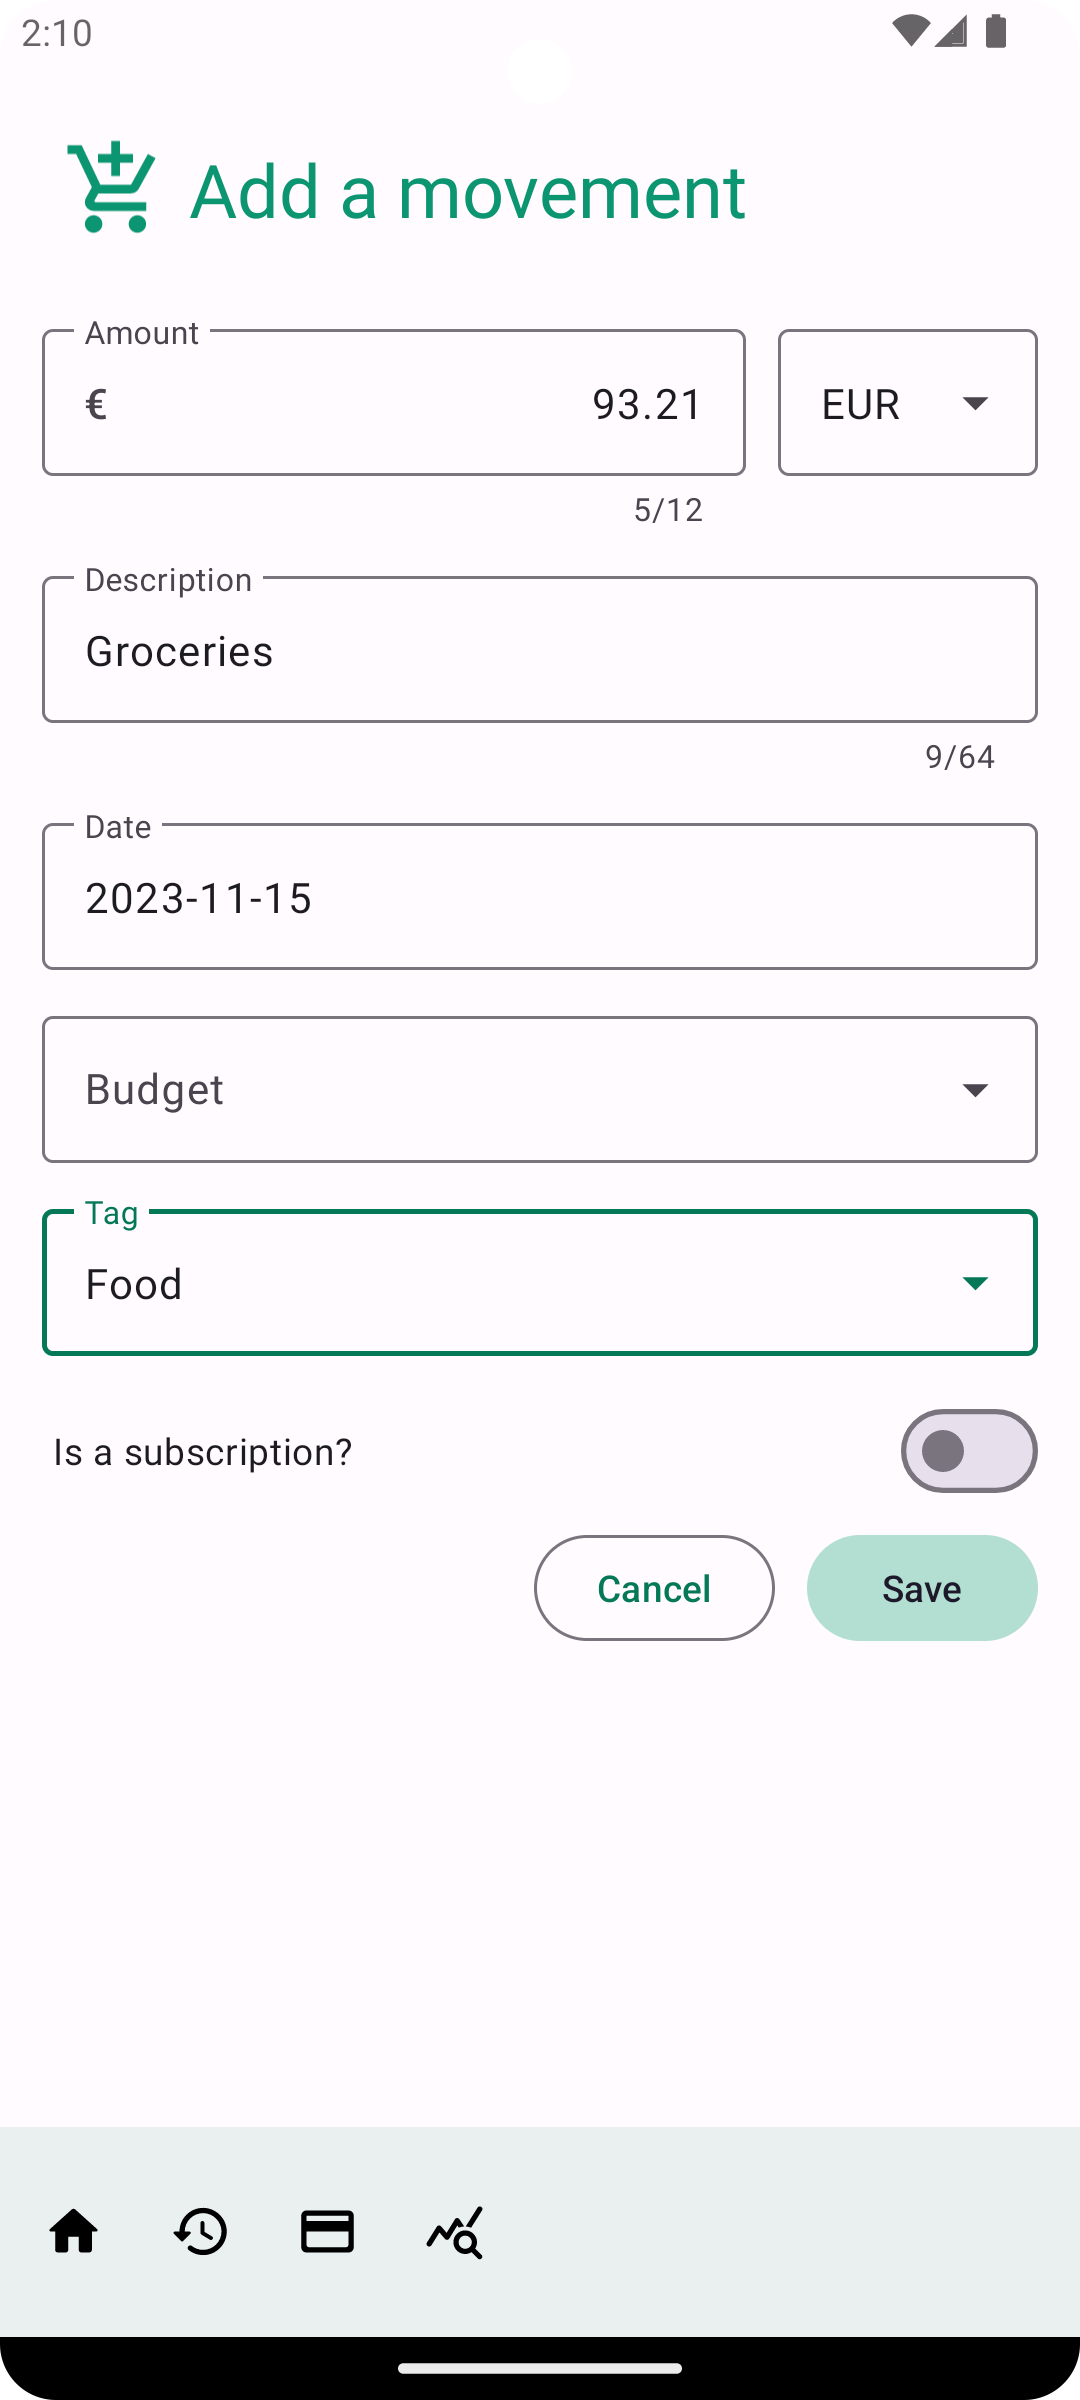 2:10
Add a movement
Amount
€ 93.21
EUR
5/12
Description
Groceries
9/64
Date
2023-11-15
Budget
Tag
Food
Is a subscription?
Cancel
Save